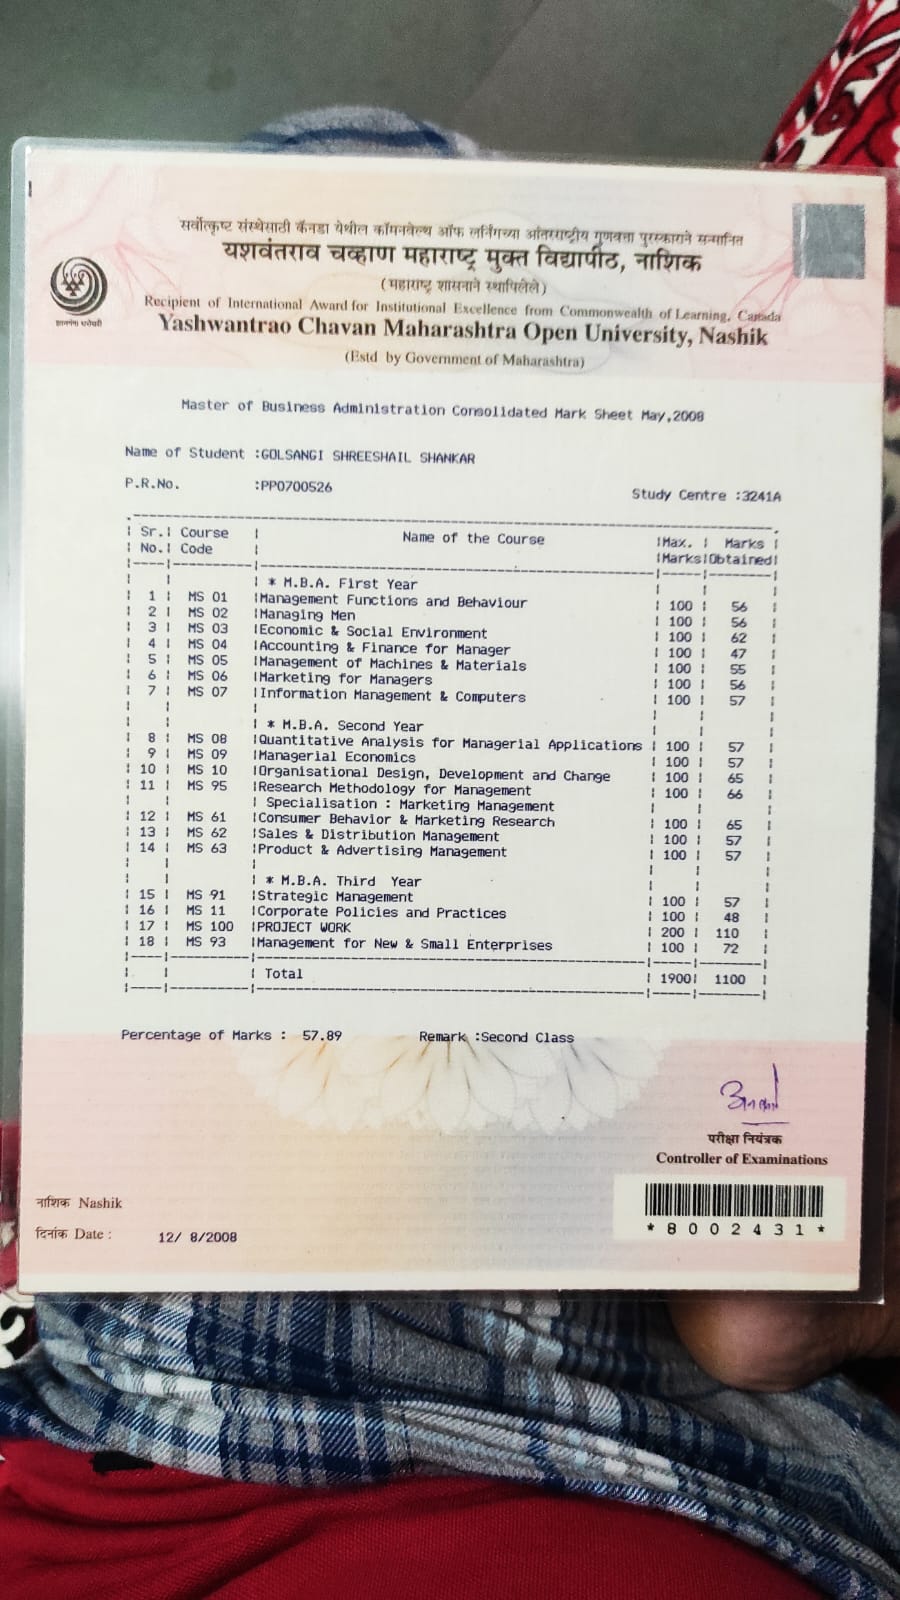 सर्वोत्कृष्ट संस्थेसाठी कॅनडा येथील कॉमनवेल्थ ऑफ लर्निंगच्या आंतरराष्ट्रीय गुणवत्ता पुरस्काराने सन्मानित
यशवंतराव चव्हाण महाराष्ट्र मुक्त विद्यापीठ, नाशिक
(महाराष्ट्र शासनाने स्थापिलेले)
Recipient of International Award for Institutional Excellence from Commonwealth of Learning, Canada
Yashwantrao Chavan Maharashtra Open University, Nashik
(Estd by Government of Maharashtra)
Master of Business Administration Consolidated Mark Sheet May,2008
Name of Student :GOLSANGI SHREESHAIL SHANKAR
P.R.No. :PP0700526
Study Centre :3241A
Sr. Course Name of the Course Max. Marks
No. Code Marks Obtained
* M.B.A. First Year
1 MS 01 Management Functions and Behaviour 100 56
2 MS 02 Managing Men 100 56
3 MS 03 Economic & Social Environment 100 62
4 MS 04 Accounting & Finance for Manager 100 47
5 MS 05 Management of Machines & Materials 100 55
6 MS 06 Marketing for Managers 100 56
7 MS 07 Information Management & Computers 100 57
* M.B.A. Second Year
8 MS 08 Quantitative Analysis for Managerial Applications 100 57
9 MS 09 Managerial Economics 100 57
10 MS 10 Organisational Design, Development and Change 100 65
11 MS 95 Research Methodology for Management 100 66
Specialisation : Marketing Management
12 MS 61 Consumer Behavior & Marketing Research 100 65
13 MS 62 Sales & Distribution Management 100 57
14 MS 63 Product & Advertising Management 100 57
* M.B.A. Third Year
15 MS 91 Strategic Management 100 57
16 MS 11 Corporate Policies and Practices 100 48
17 MS 100 PROJECT WORK 200 110
18 MS 93 Management for New & Small Enterprises 100 72
Total 1900 1100
Percentage of Marks : 57.89 Remark :Second Class
परीक्षा नियंत्रक
Controller of Examinations
नाशिक Nashik
दिनांक Date : 12/ 8/2008
*8002431*